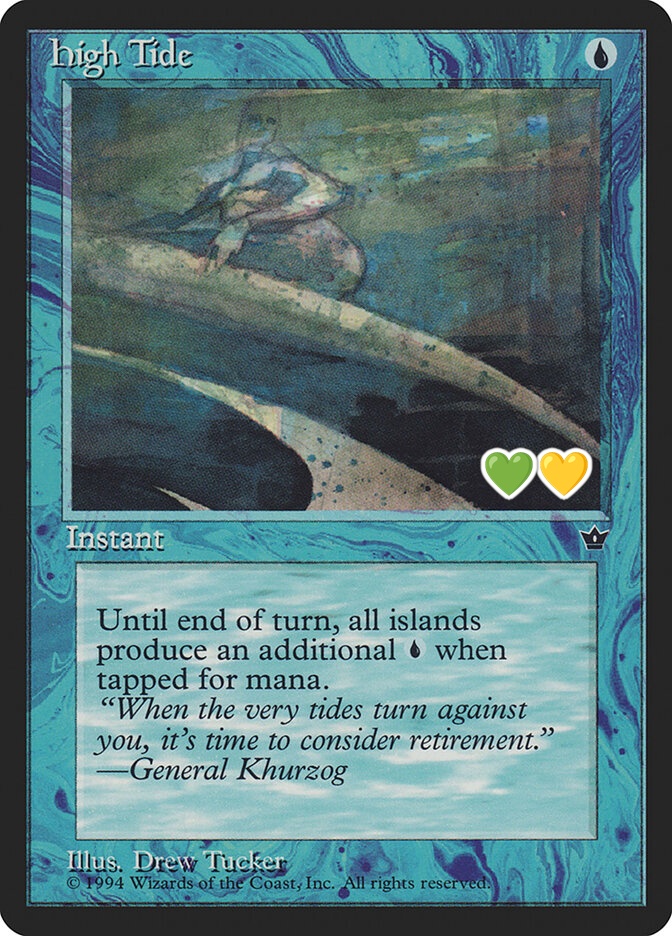 High Tide
Instant
Until end of turn, all islands
produce an additional when
tapped for mana.
“When the very tides turn against
you, it’s time to consider retirement.”
—General Khurzog
Illus. Drew Tucker
© 1994 Wizards of the Coast, Inc. All rights reserved.